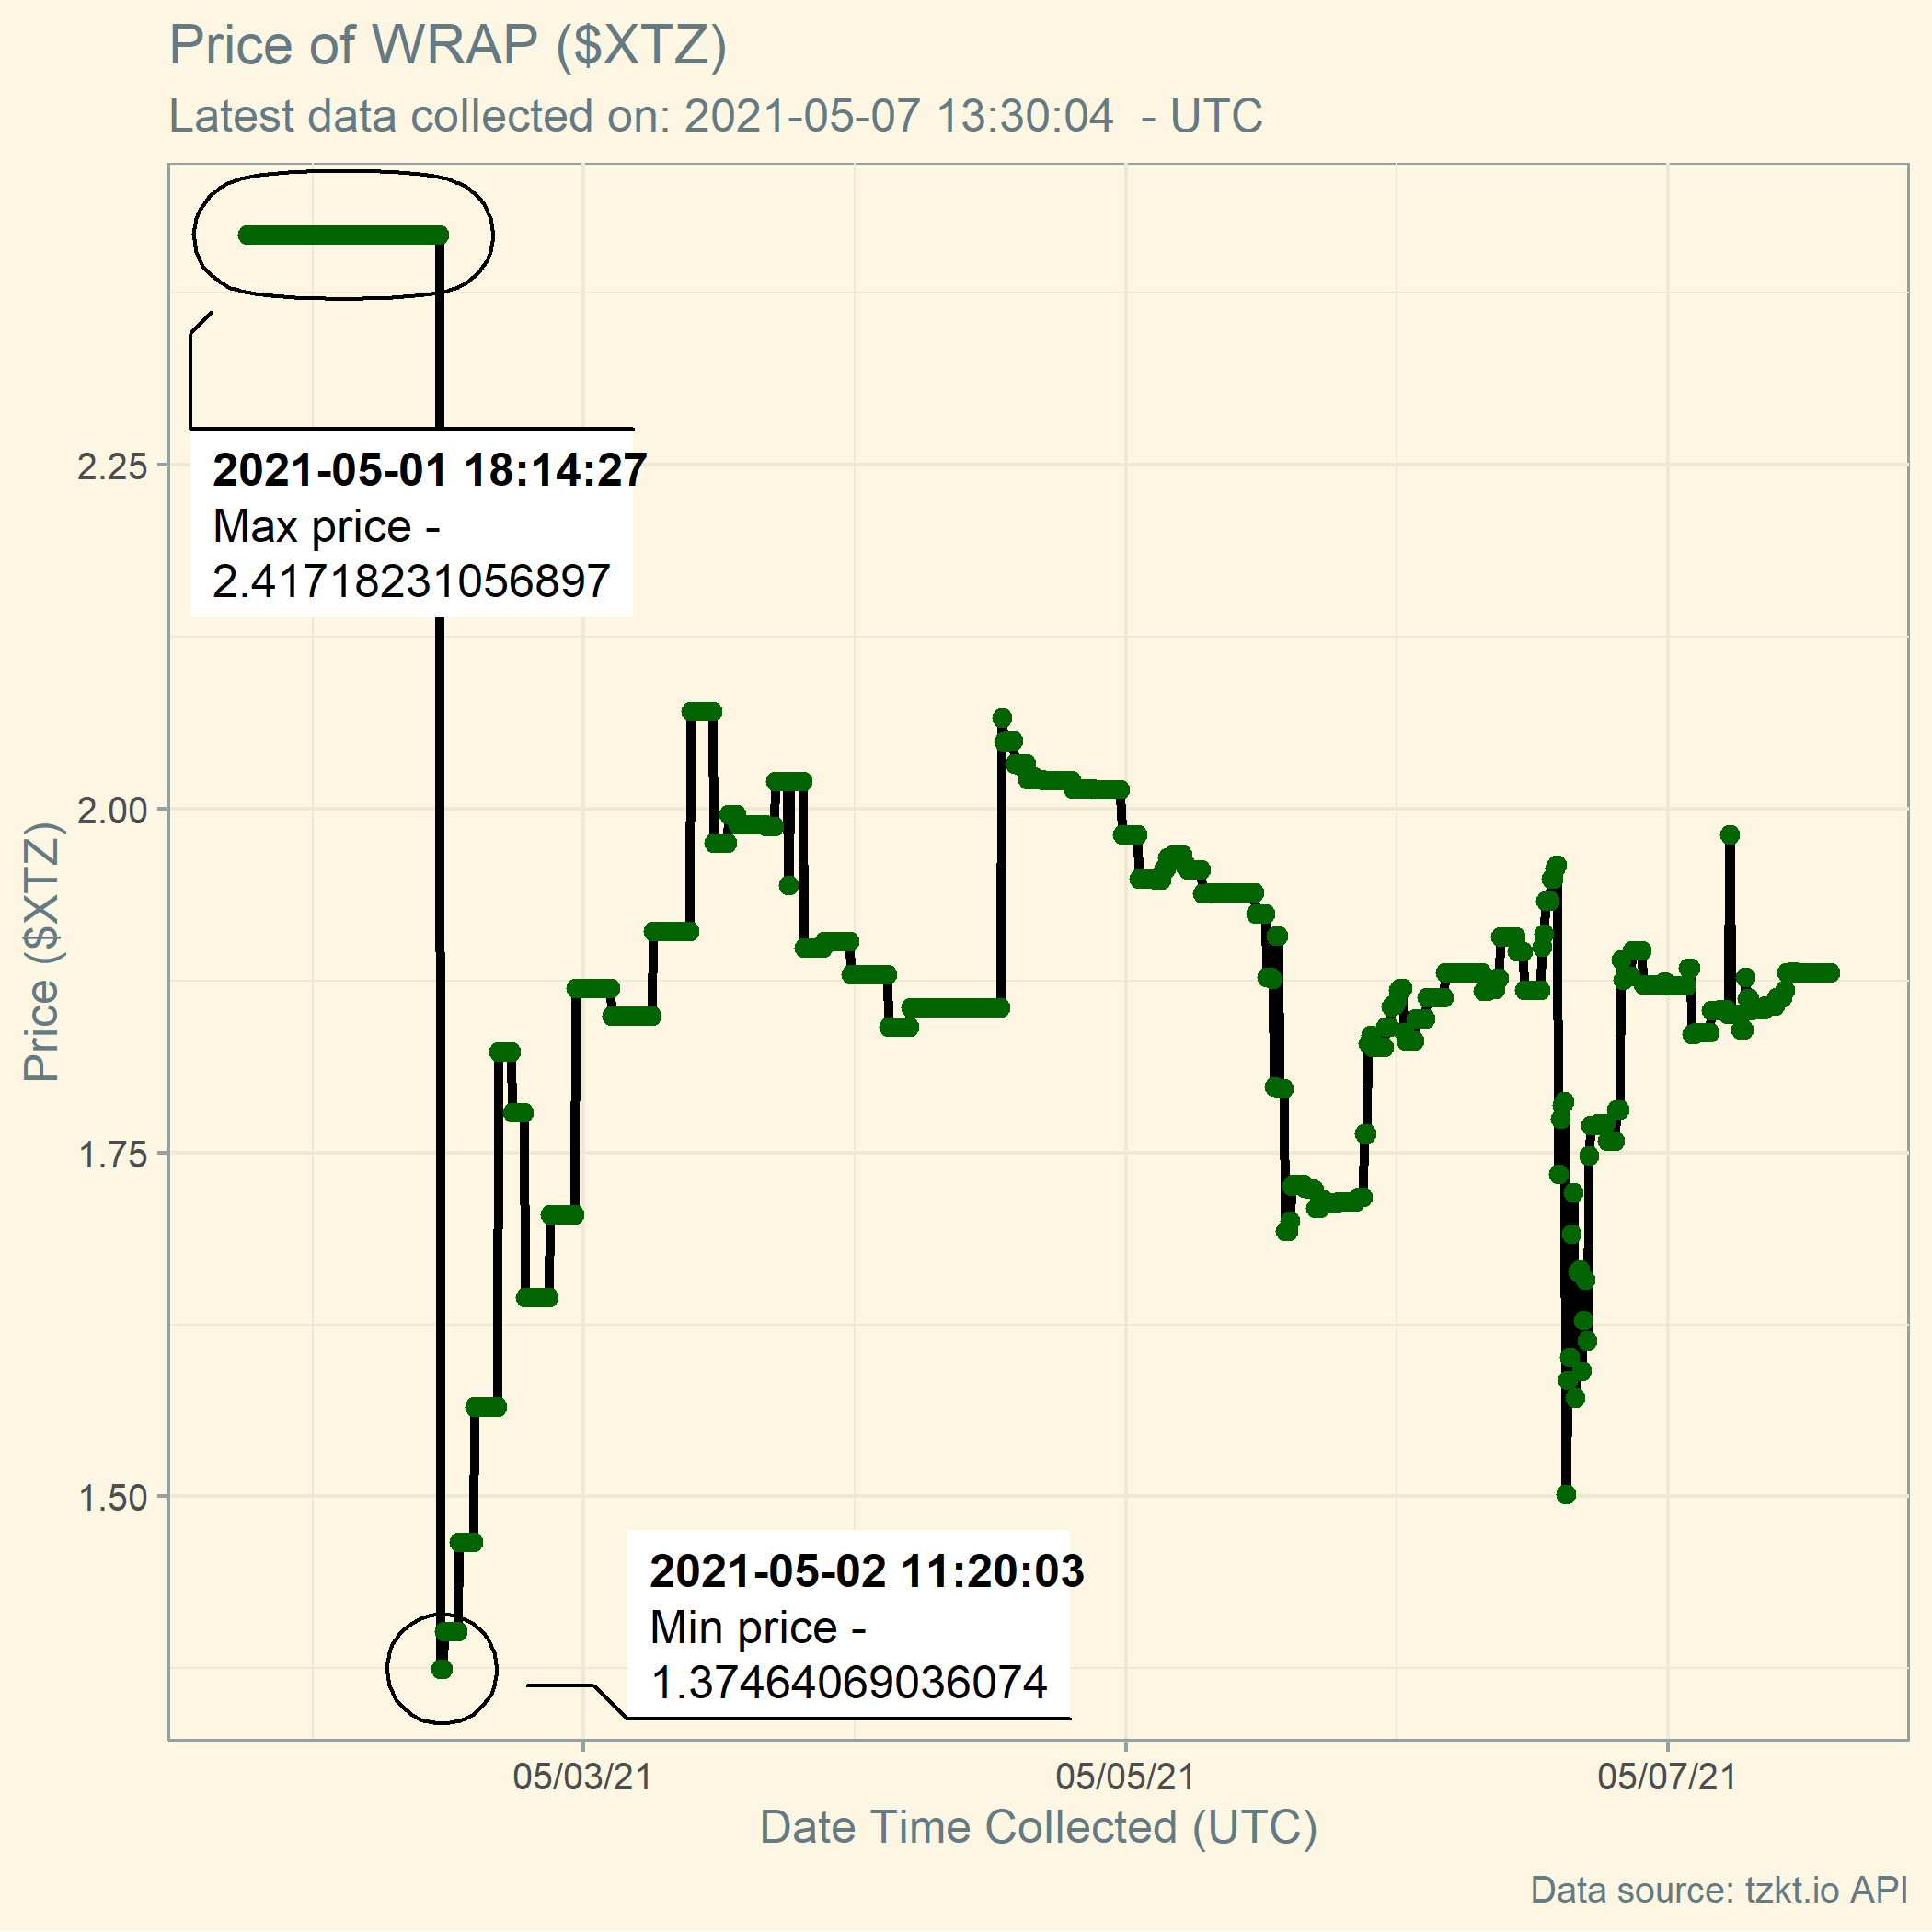 Price of WRAP ($XTZ)
Latest data collected on: 2021-05-07 13:30:04  - UTC
2021-05-01 18:14:27
Max price -
2.41718231056897
2.25
2.00
1.75
1.50
Price ($XTZ)
2021-05-02 11:20:03
Min price -
1.37464069036074
05/03/21
05/05/21
05/07/21
Date Time Collected (UTC)
Data source: tzkt.io API